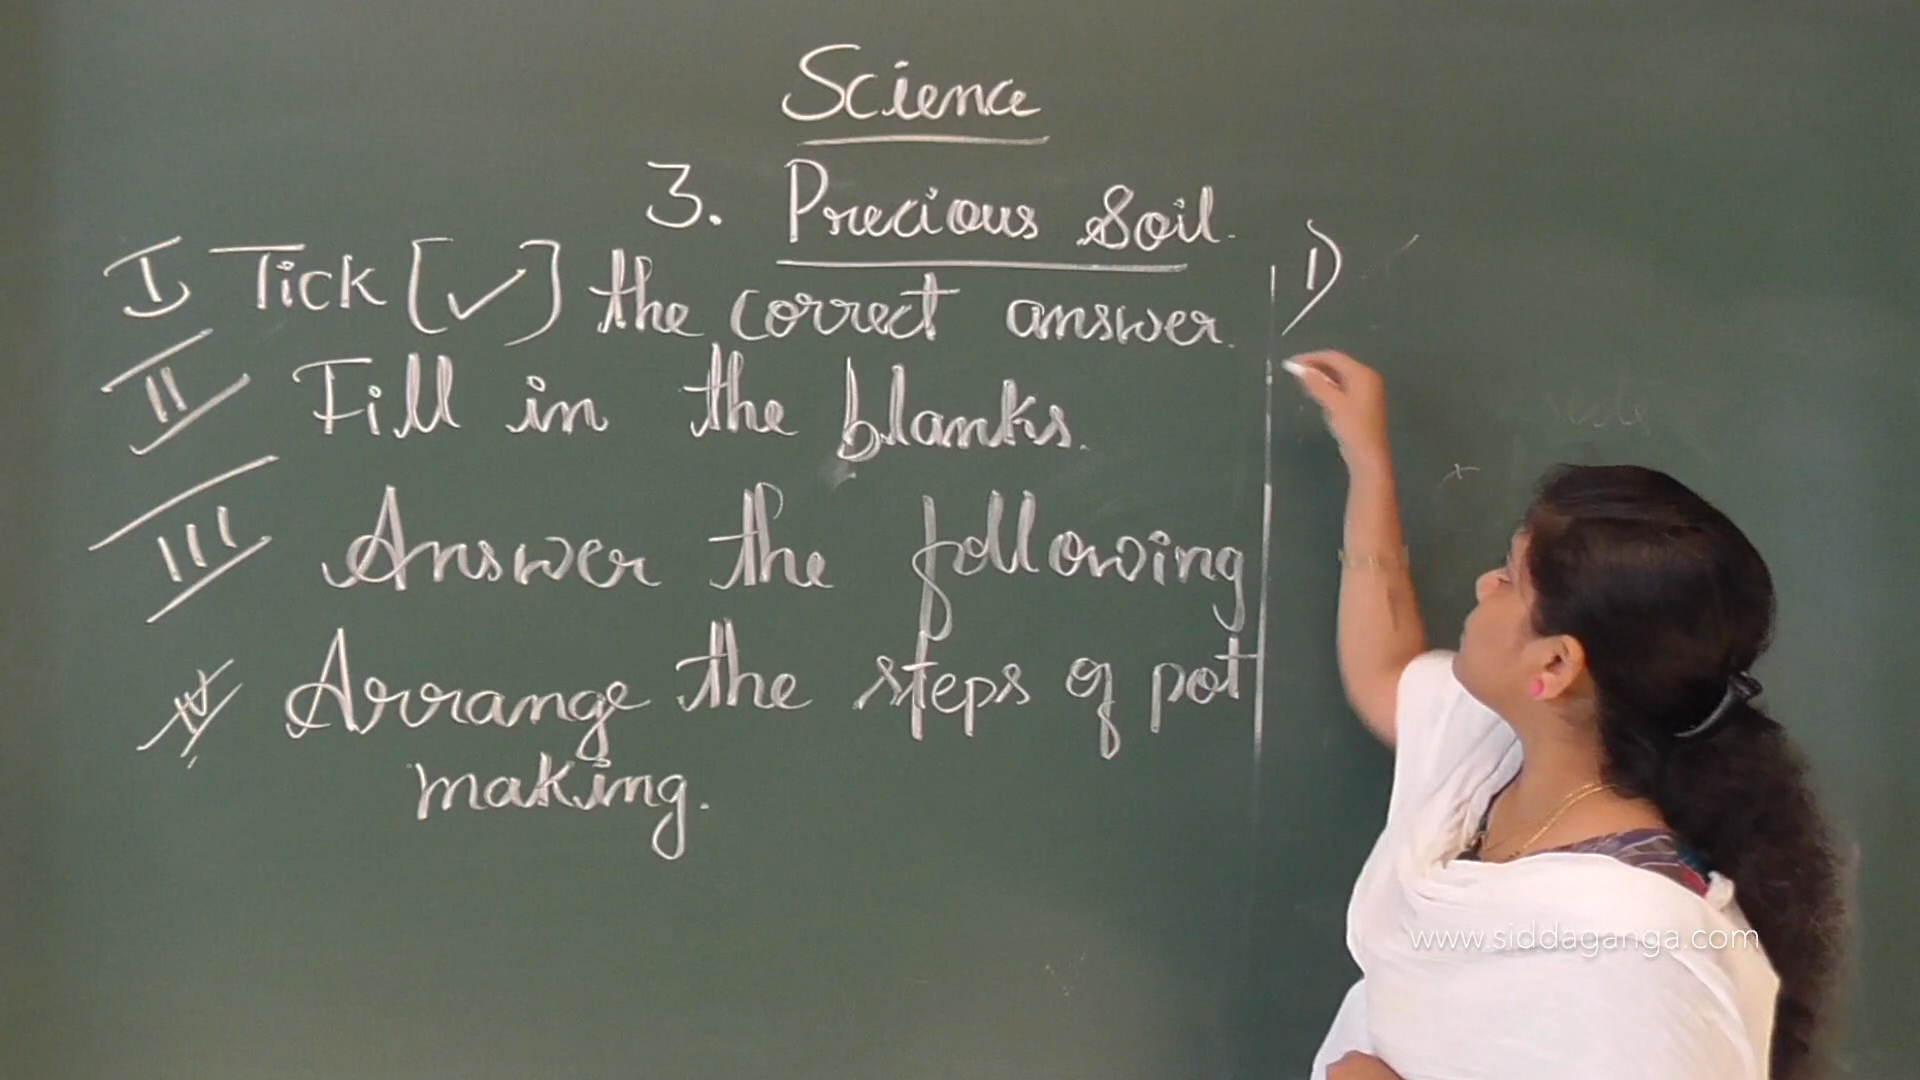 Science
3. Precious Soil.
I Tick [✓] the correct answer.
II Fill in the blanks.
III Answer the following
IV Arrange the steps of pot
making.
1)
www.siddaganga.com